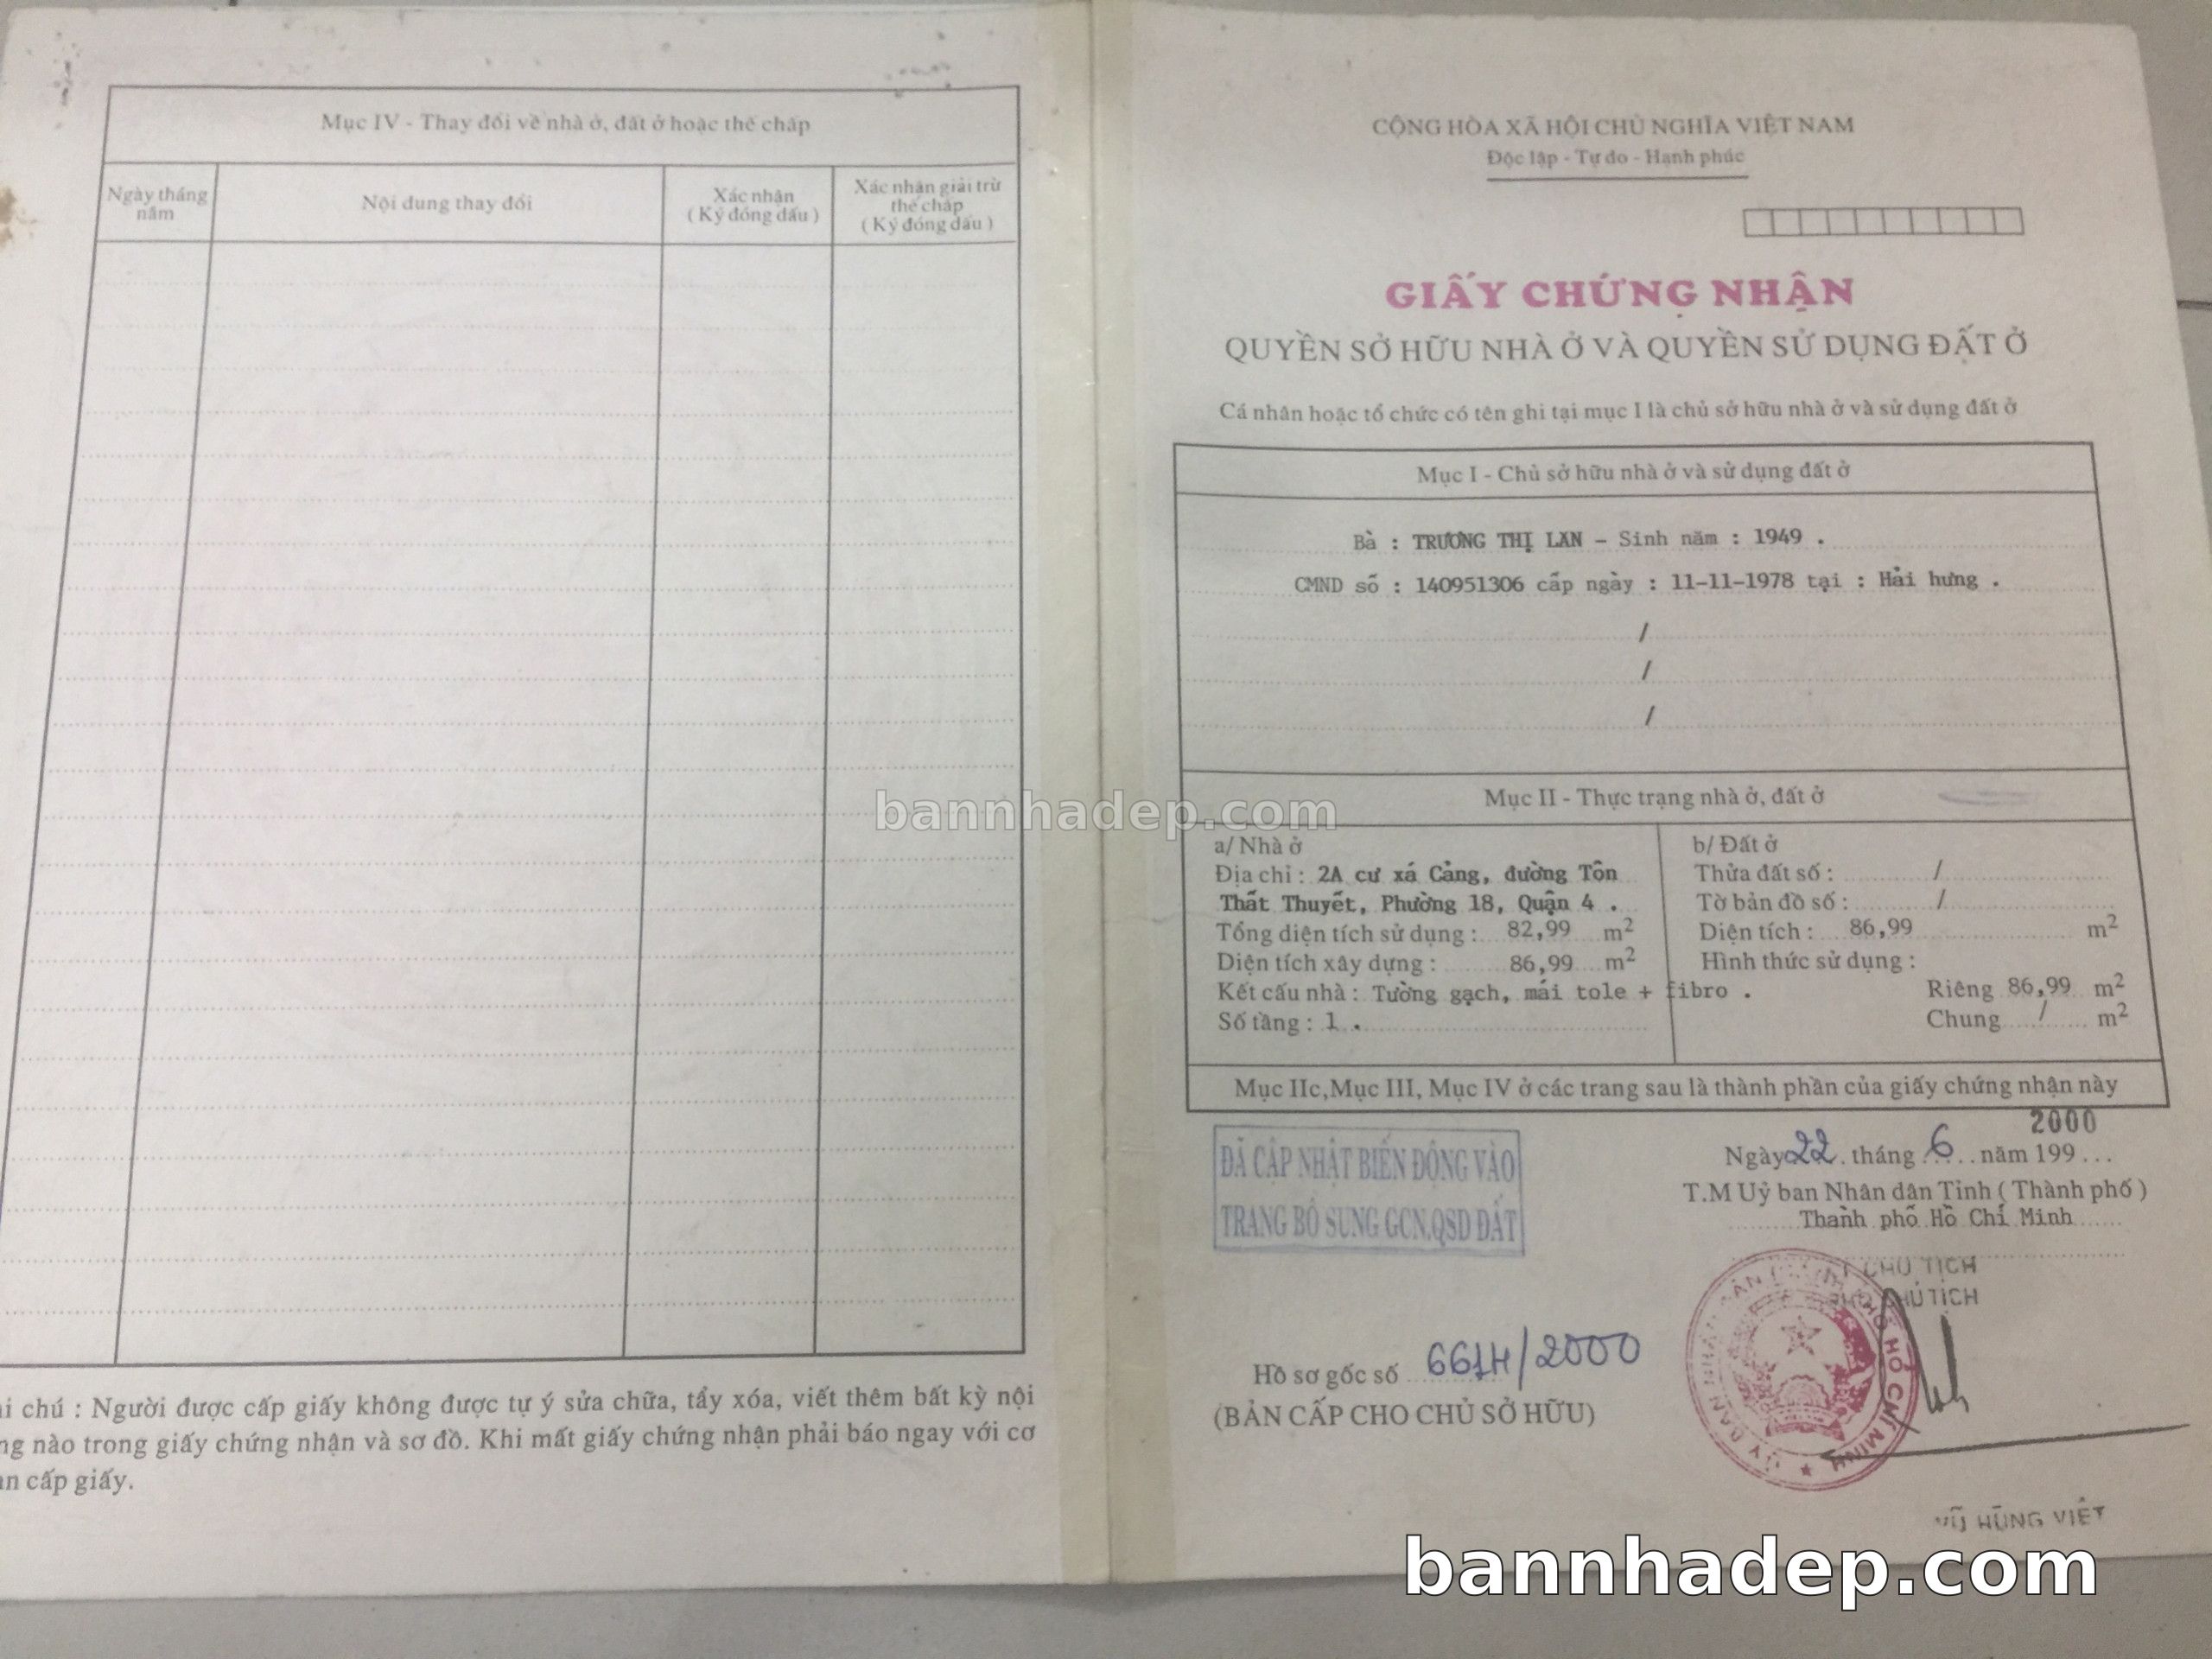 Mục IV - Thay đổi về nhà ở, đất ở hoặc thế chấp
Ngày tháng năm
Nội dung thay đổi
Xác nhận
( Ký đóng dấu )
Xác nhận giải trừ
thế chấp
( Ký đóng dấu )
i chú : Người được cấp giấy không được tự ý sửa chữa, tẩy xóa, viết thêm bất kỳ nội
ng nào trong giấy chứng nhận và sơ đồ. Khi mất giấy chứng nhận phải báo ngay với cơ
n cấp giấy.
CỘNG HÒA XÃ HỘI CHỦ NGHĨA VIỆT NAM
Độc lập - Tự do - Hạnh phúc
GIẤY CHỨNG NHẬN
QUYỀN SỞ HỮU NHÀ Ở VÀ QUYỀN SỬ DỤNG ĐẤT Ở
Cá nhân hoặc tổ chức có tên ghi tại mục I là chủ sở hữu nhà ở và sử dụng đất ở
Mục I - Chủ sở hữu nhà ở và sử dụng đất ở
Bà : TRƯƠNG THỊ LAN - Sinh năm : 1949 .
CMND số : 140951306 cấp ngày : 11-11-1978 tại : Hải hưng .
/
/
/
Mục II - Thực trạng nhà ở, đất ở
a/ Nhà ở
Địa chỉ : 2A cư xá Cảng, đường Tôn
Thất Thuyết, Phường 18, Quận 4 .
Tổng diện tích sử dụng : 82,99 m2
Diện tích xây dựng : 86,99 m2
Kết cấu nhà : Tường gạch, mái tole + fibro .
Số tầng : 1 .
b/ Đất ở
Thửa đất số : /
Tờ bản đồ số : /
Diện tích : 86,99 m2
Hình thức sử dụng :
Riêng 86,99 m2
Chung / m2
Mục IIc,Mục III, Mục IV ở các trang sau là thành phần của giấy chứng nhận này
ĐÃ CẬP NHẬT BIẾN ĐỘNG VÀO
TRANG BỔ SUNG GCN.QSD ĐẤT
2000
Ngày 22 tháng 6 năm 199...
T.M Uỷ ban Nhân dân Tỉnh ( Thành phố )
Thành phố Hồ Chí Minh
CHỦ TỊCH
PHÓ CHỦ TỊCH
HỒ CHÍ MINH
Hồ sơ gốc số 661H/2000
(BẢN CẤP CHO CHỦ SỞ HỮU)
VŨ HÙNG VIỆT
bannhadep.com
bannhadep.com